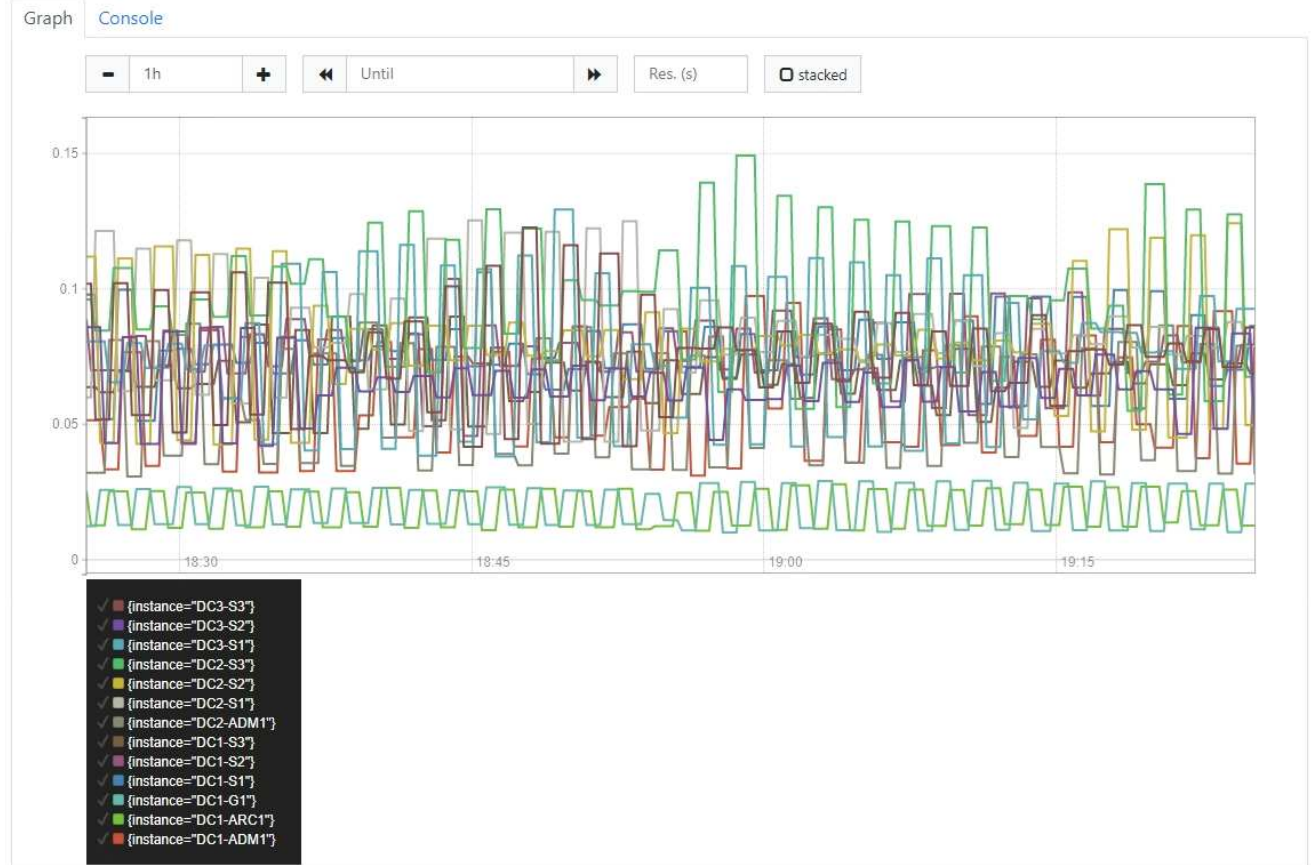 Graph Console
1h Until Res. (s) stacked
0.15
0.1
0.05
0
18:30 18:45 19:00 19:15
{instance="DC3-S3"}
{instance="DC3-S2"}
{instance="DC3-S1"}
{instance="DC2-S3"}
{instance="DC2-S2"}
{instance="DC2-S1"}
{instance="DC2-ADM1"}
{instance="DC1-S3"}
{instance="DC1-S2"}
{instance="DC1-S1"}
{instance="DC1-G1"}
{instance="DC1-ARC1"}
{instance="DC1-ADM1"}